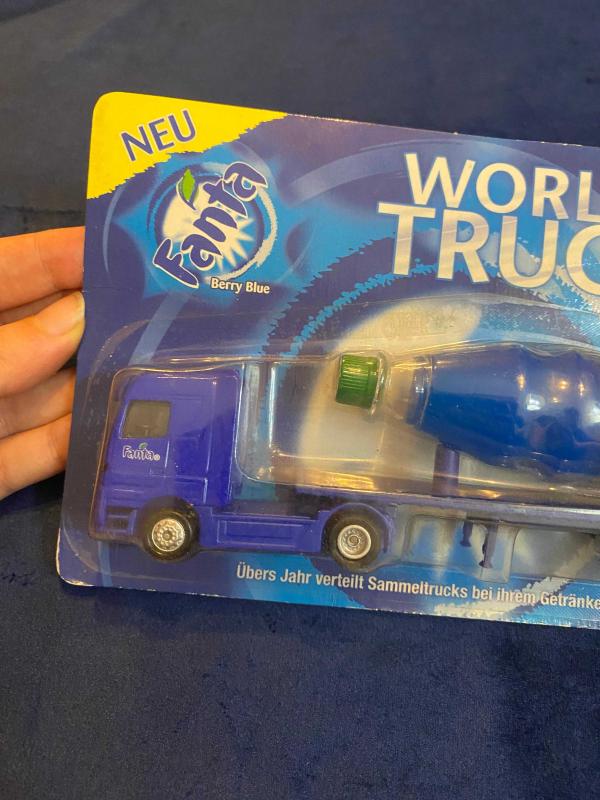 NEU
Fanta
Berry Blue
WORL
TRUC
Fanta
Übers Jahr verteilt Sammeltrucks bei ihrem Getränke